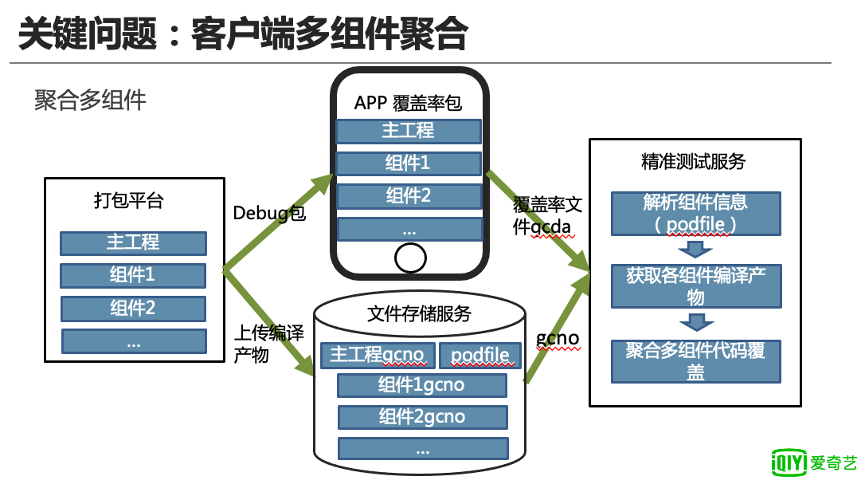 关键问题：客户端多组件聚合
聚合多组件
打包平台
主工程
组件1
组件2
...
Debug包
上传编译
产物
APP 覆盖率包
主工程
组件1
组件2
...
文件存储服务
主工程gcno
podfile
组件1gcno
组件2gcno
...
覆盖率文
件gcda
gcno
精准测试服务
解析组件信息
（podfile）
获取各组件编译产
物
聚合多组件代码覆
盖
iQIYI 爱奇艺